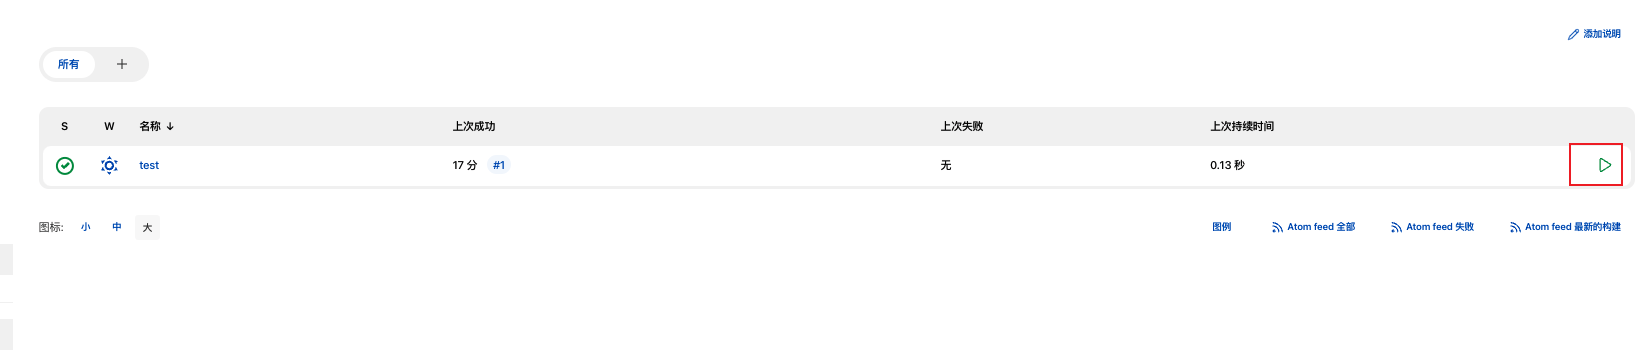 添加说明
所有 +
S W 名称 ↓ 上次成功 上次失败 上次持续时间
test 17 分 #1 无 0.13 秒
图标: 小 中 大 图例 Atom feed 全部 Atom feed 失败 Atom feed 最新的构建